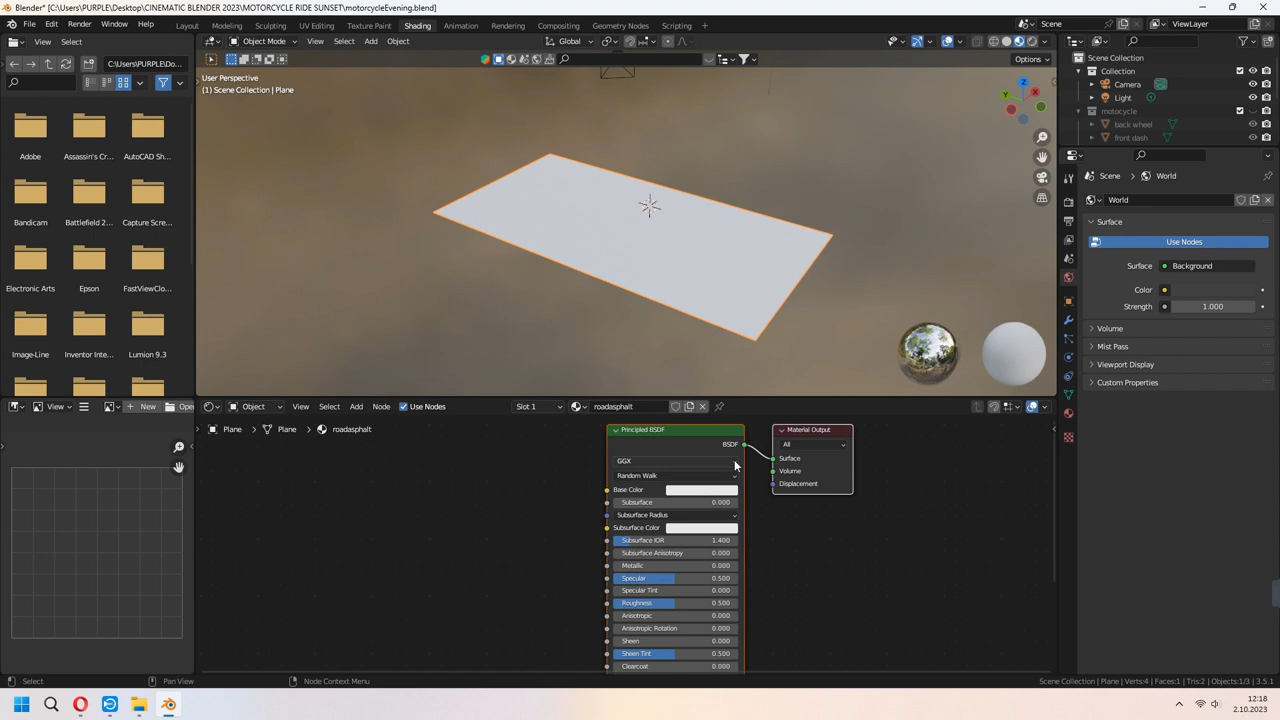 Blender* [C:\Users\PURPLE\Desktop\CINEMATIC BLENDER 2023\MOTORCYCLE RIDE SUNSET\motorcycleEvening.blend]
File Edit Render Window Help Layout Modeling Sculpting UV Editing Texture Paint Shading Animation Rendering Compositing Geometry Nodes Scripting + Scene ViewLayer
View Select Object Mode View Select Add Object Global
C:\Users\PURPLE\Do... Options
User Perspective
(1) Scene Collection | Plane
Scene Collection
Collection
Camera
Light
motocycle
back wheel
front dash
Z
Y
X
Adobe Assassin's Cr... AutoCAD Sh...
Bandicam Battlefield 2... Capture Scre...
Electronic Arts Epson FastViewClo...
Image-Line Inventor Inte... Lumion 9.3
Scene World
World
Surface
Use Nodes
Surface Background
Color
Strength 1.000
Volume
Mist Pass
Viewport Display
Custom Properties
View New Open
Object View Select Add Node Use Nodes Slot 1 roadasphalt
Plane Plane roadasphalt
Principled BSDF
BSDF
GGX
Random Walk
Base Color
Subsurface 0.000
Subsurface Radius
Subsurface Color
Subsurface IOR 1.400
Subsurface Anisotropy 0.000
Metallic 0.000
Specular 0.500
Specular Tint 0.000
Roughness 0.500
Anisotropic 0.000
Anisotropic Rotation 0.000
Sheen 0.000
Sheen Tint 0.500
Clearcoat 0.000
Material Output
All
Surface
Volume
Displacement
Select Pan View Node Context Menu Scene Collection | Plane Verts:4 Faces:1 Tris:2 Objects:1/3 3.5.1
12:18
2.10.2023